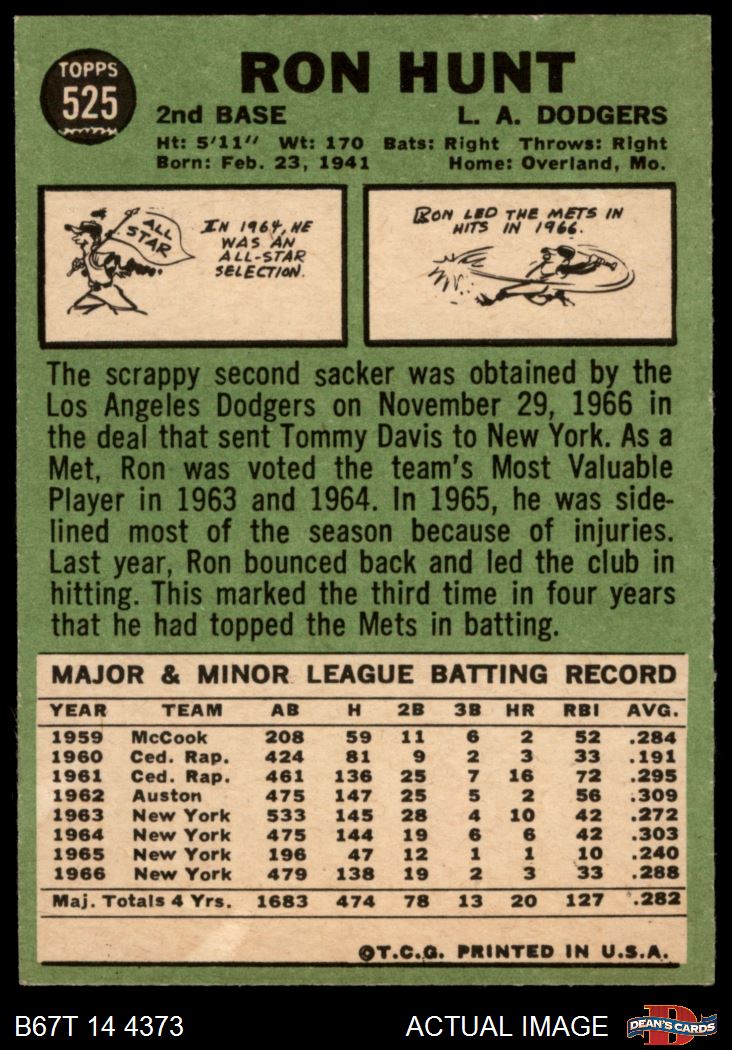 TOPPS
525
RON HUNT
2nd BASE L. A. DODGERS
Ht: 5'11" Wt: 170 Bats: Right Throws: Right
Born: Feb. 23, 1941 Home: Overland, Mo.
ALL
STAR
IN 1964, HE
WAS AN
ALL-STAR
SELECTION.
RON LED THE METS IN
HITS IN 1966.
The scrappy second sacker was obtained by the
Los Angeles Dodgers on November 29, 1966 in
the deal that sent Tommy Davis to New York. As a
Met, Ron was voted the team's Most Valuable
Player in 1963 and 1964. In 1965, he was side-
lined most of the season because of injuries.
Last year, Ron bounced back and led the club in
hitting. This marked the third time in four years
that he had topped the Mets in batting.
MAJOR & MINOR LEAGUE BATTING RECORD
YEAR TEAM AB H 2B 3B HR RBI AVG.
1959 McCook 208 59 11 6 2 52 .284
1960 Ced. Rap. 424 81 9 2 3 33 .191
1961 Ced. Rap. 461 136 25 7 16 72 .295
1962 Auston 475 147 25 5 2 56 .309
1963 New York 533 145 28 4 10 42 .272
1964 New York 475 144 19 6 6 42 .303
1965 New York 196 47 12 1 1 10 .240
1966 New York 479 138 19 2 3 33 .288
Maj. Totals 4 Yrs. 1683 474 78 13 20 127 .282
©T.C.G. PRINTED IN U.S.A.
B67T 14 4373 ACTUAL IMAGE
D
DEAN'S CARDS